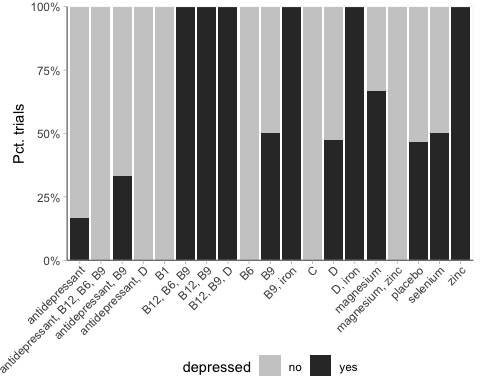 100%
75%
50%
25%
0%
Pct. trials
antidepressant
antidepressant, B12, B6, B9
antidepressant, B9
antidepressant, D
B1
B12, B6, B9
B12, B9
B12, B9, D
B6
B9
B9, iron
C
D
D, iron
magnesium
magnesium, zinc
placebo
selenium
zinc
depressed no yes